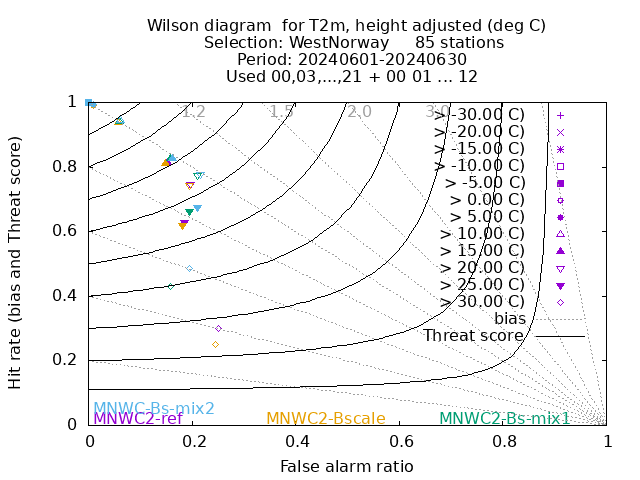 Wilson diagram  for T2m, height adjusted (deg C)
Selection: WestNorway     85 stations
Period: 20240601-20240630
Used 00,03,...,21 + 00 01 ... 12
Hit rate (bias and Threat score)
1
0.8
0.6
0.4
0.2
0
1.2
1.5
2.0
3.0
> -30.00 C)
> -20.00 C)
> -15.00 C)
> -10.00 C)
> -5.00 C)
> 0.00 C)
> 5.00 C)
> 10.00 C)
> 15.00 C)
> 20.00 C)
> 25.00 C)
> 30.00 C)
bias
Threat score
MNWC-Bs-mix2
MNWC2-ref
MNWC2-Bscale
MNWC2-Bs-mix1
0
0.2
0.4
0.6
0.8
1
False alarm ratio